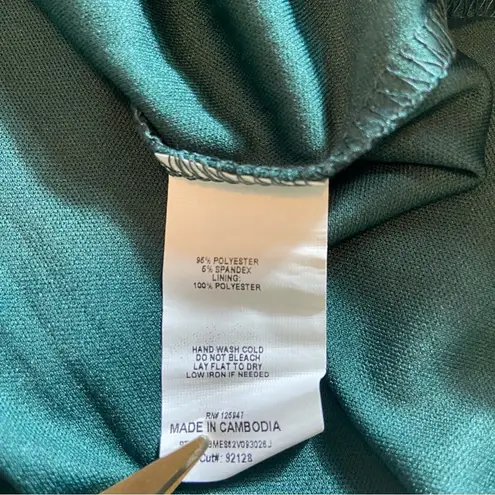 95% POLYESTER
5% SPANDEX
LINING:
100% POLYESTER
HAND WASH COLD
DO NOT BLEACH
LAY FLAT TO DRY
LOW IRON IF NEEDED
RN# 125947
MADE IN CAMBODIA
Cut#: 92128